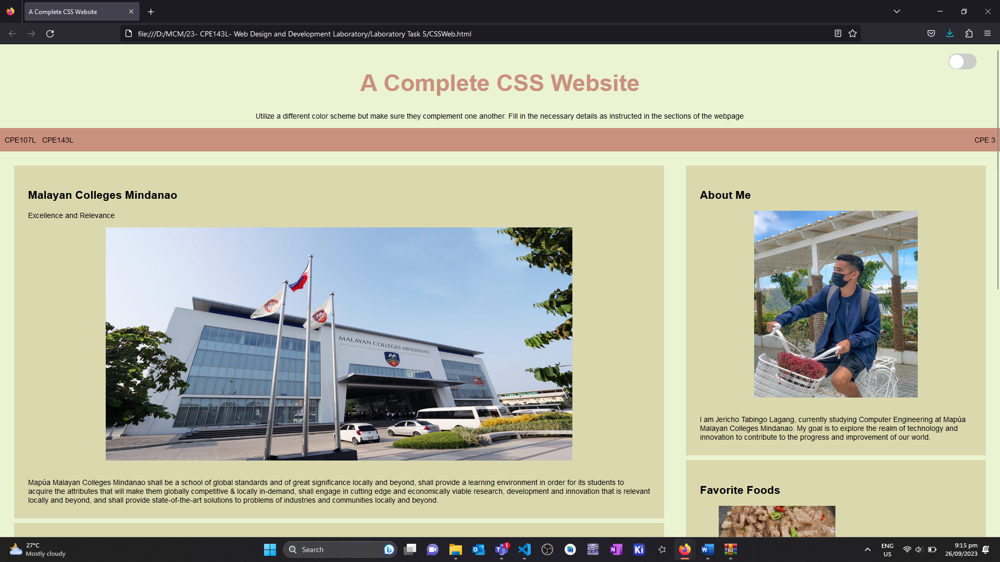 A Complete CSS Website
file:///D:/MCM/23- CPE143L- Web Design and Development Laboratory/Laboratory Task 5/CSSWeb.html
A Complete CSS Website
Utilize a different color scheme but make sure they complement one another. Fill in the necessary details as instructed in the sections of the webpage
CPE107L CPE143L CPE 3
Malayan Colleges Mindanao
Excellence and Relevance
MALAYAN COLLEGES MINDANAO
Mapúa Malayan Colleges Mindanao shall be a school of global standards and of great significance locally and beyond, shall provide a learning environment in order for its students to
acquire the attributes that will make them globally competitive & locally in-demand, shall engage in cutting edge and economically viable research, development and innovation that is relevant
locally and beyond, and shall provide state-of-the-art solutions to problems of industries and communities locally and beyond.
About Me
I am Jericho Tabingo Lagang, currently studying Computer Engineering at Mapúa
Malayan Colleges Mindanao. My goal is to explore the realm of technology and
innovation to contribute to the progress and improvement of our world.
Favorite Foods
27°C
Mostly cloudy
Search
1
Ki
ENG
US
9:15 pm
26/09/2023